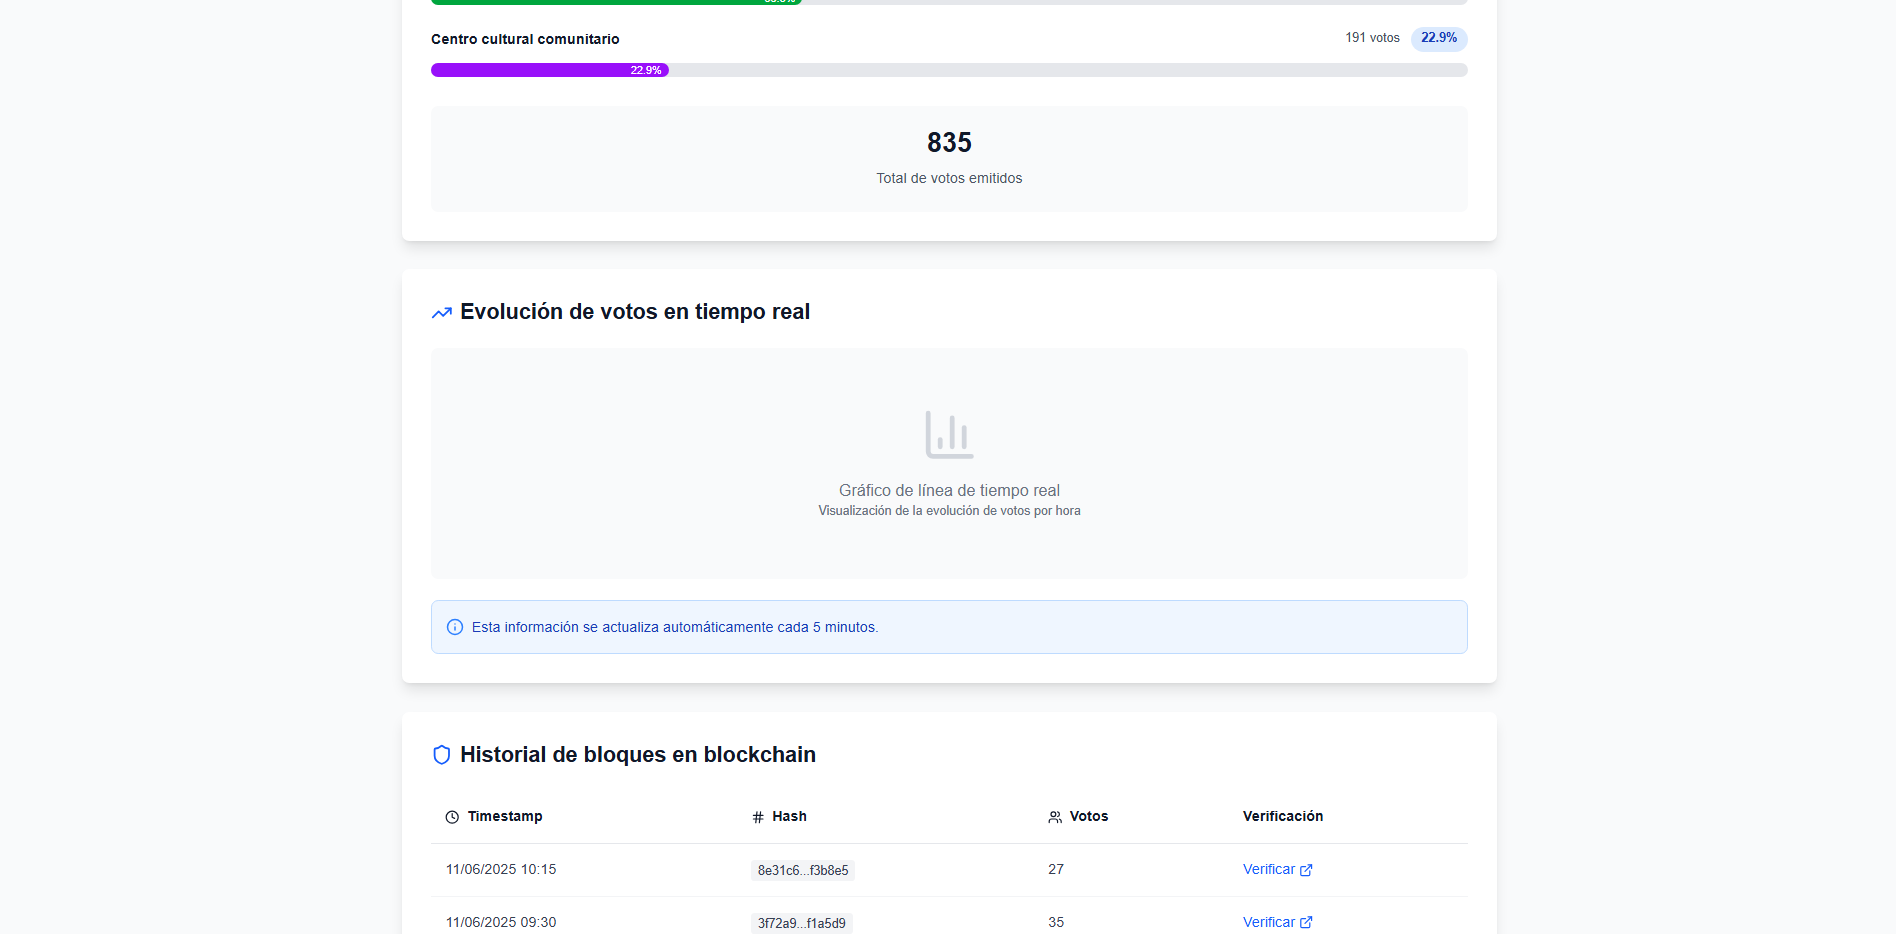 Centro cultural comunitario
191 votos 22.9%
22.9%
835
Total de votos emitidos
Evolución de votos en tiempo real
Gráfico de línea de tiempo real
Visualización de la evolución de votos por hora
Esta información se actualiza automáticamente cada 5 minutos.
Historial de bloques en blockchain
Timestamp Hash Votos Verificación
11/06/2025 10:15 8e31c6...f3b8e5 27 Verificar
11/06/2025 09:30 3f72a9...f1a5d9 35 Verificar